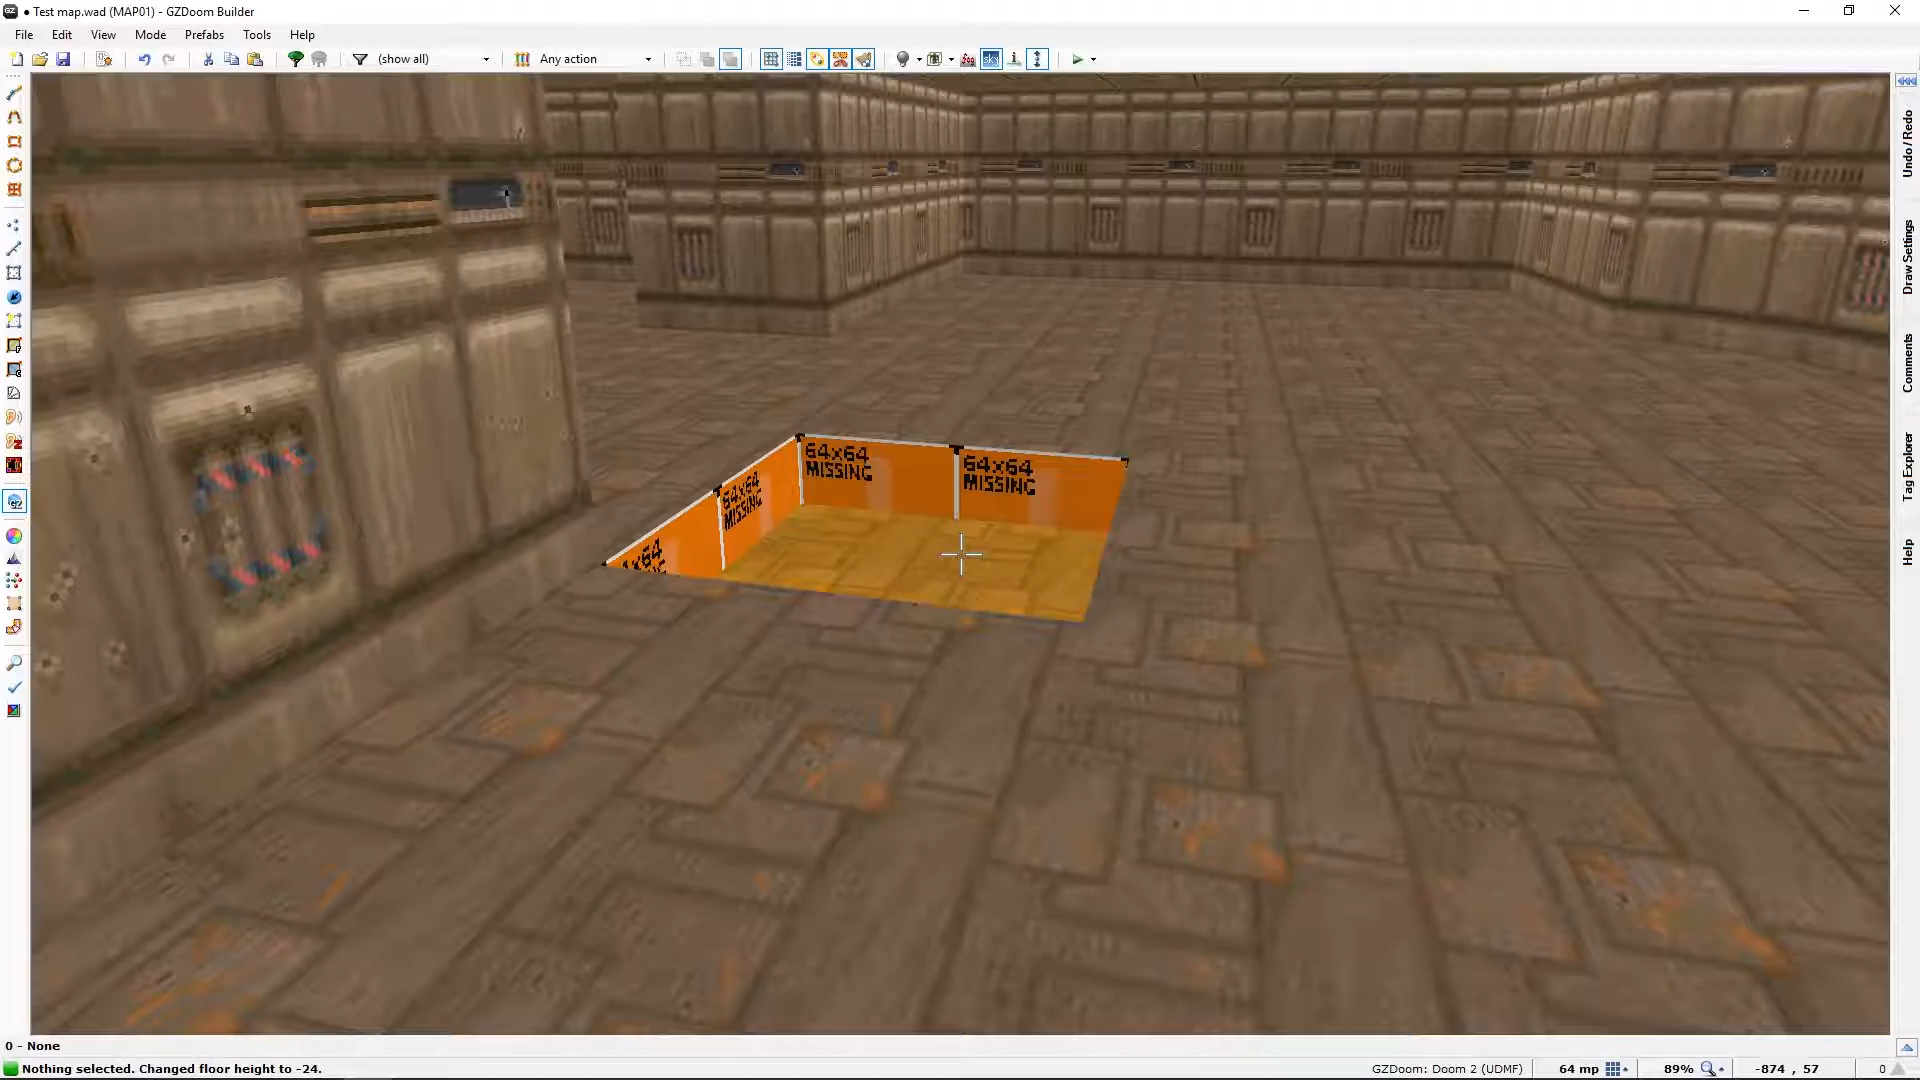 Test map.wad (MAP01) - GZDoom Builder
File Edit View Mode Prefabs Tools Help
(show all) Any action
sky
Undo/Redo
Draw Settings
Comments
Tag Explorer
Help
64x64
MISSING
64x64
MISSING
64x64
MISSING
0 - None
Nothing selected. Changed floor height to -24.
GZDoom: Doom 2 (UDMF) 64 mp 89% -874 , 57 0